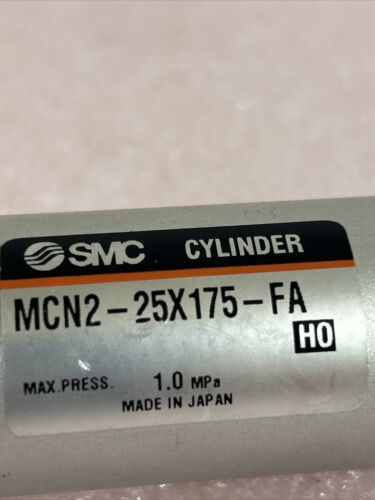 SMC CYLINDER
MCN2-25X175-FA
HO
MAX.PRESS. 1.0 MPa
MADE IN JAPAN